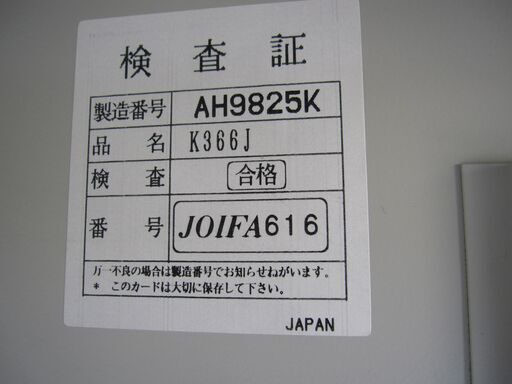 検査証
製造番号 AH9825K
品名 K366J
検査 合格
番号 JOIFA616
万一不良の場合は製造番号でお知らせねがいます。
* このカードは大切に保存して下さい。
JAPAN